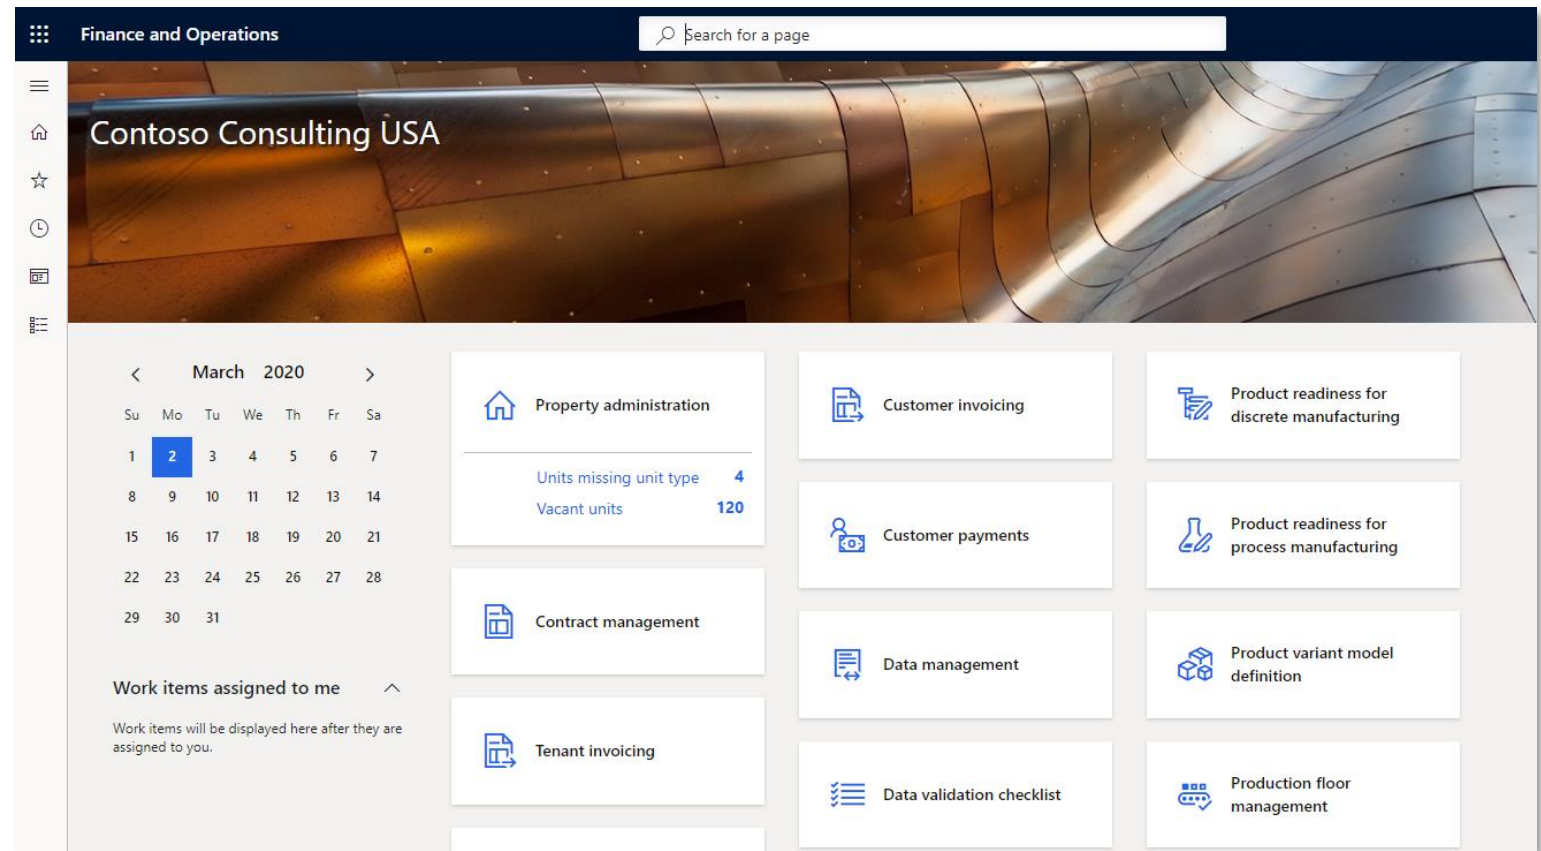 Finance and Operations
Search for a page
Contoso Consulting USA
March 2020
Su Mo Tu We Th Fr Sa
1 2 3 4 5 6 7
8 9 10 11 12 13 14
15 16 17 18 19 20 21
22 23 24 25 26 27 28
29 30 31
Work items assigned to me
Work items will be displayed here after they are
assigned to you.
Property administration
Units missing unit type 4
Vacant units 120
Contract management
Tenant invoicing
Customer invoicing
Customer payments
Data management
Data validation checklist
Product readiness for
discrete manufacturing
Product readiness for
process manufacturing
Product variant model
definition
Production floor
management